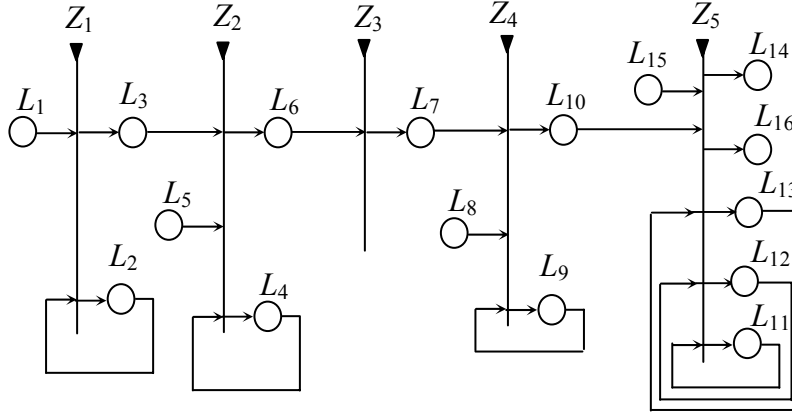 Z₁ Z₂ Z₃ Z₄ Z₅
L₁₄
L₁₅
L₁ L₃ L₆ L₇ L₁₀
L₁₆
L₅ L₈ L₁₃
L₂ L₄ L₉ L₁₂
L₁₁